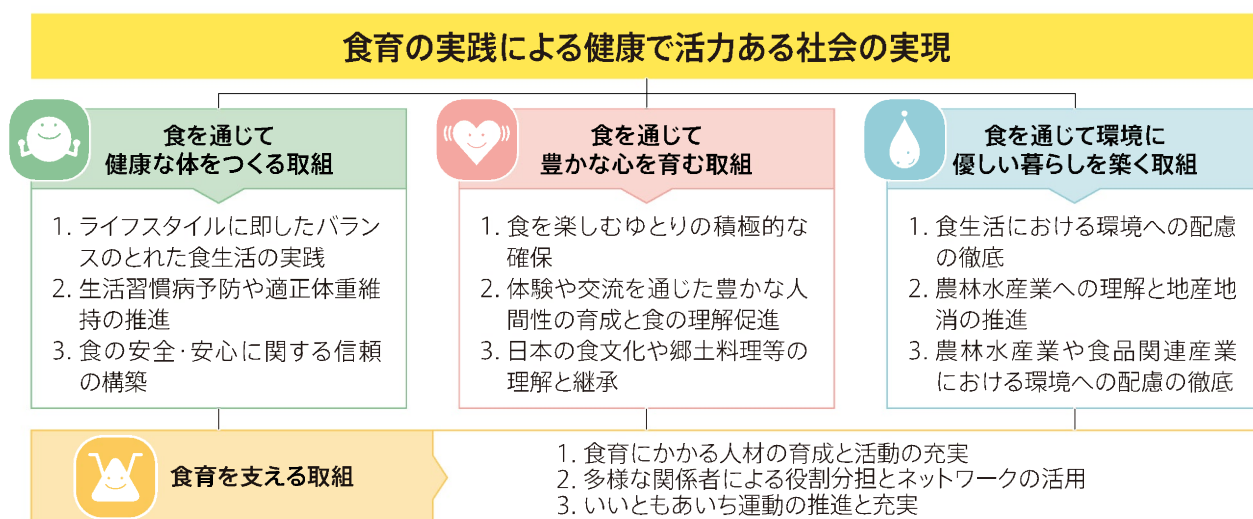 食育の実践による健康で活力ある社会の実現
食を通じて
健康な体をつくる取組
1. ライフスタイルに即したバラン
スのとれた食生活の実践
2. 生活習慣病予防や適正体重維
持の推進
3. 食の安全・安心に関する信頼
の構築
食を通じて
豊かな心を育む取組
1. 食を楽しむゆとりの積極的な
確保
2. 体験や交流を通じた豊かな人
間性の育成と食の理解促進
3. 日本の食文化や郷土料理等の
理解と継承
食を通じて環境に
優しい暮らしを築く取組
1. 食生活における環境への配慮
の徹底
2. 農林水産業への理解と地産地
消の推進
3. 農林水産業や食品関連産業
における環境への配慮の徹底
食育を支える取組
1. 食育にかかる人材の育成と活動の充実
2. 多様な関係者による役割分担とネットワークの活用
3. いいともあいち運動の推進と充実